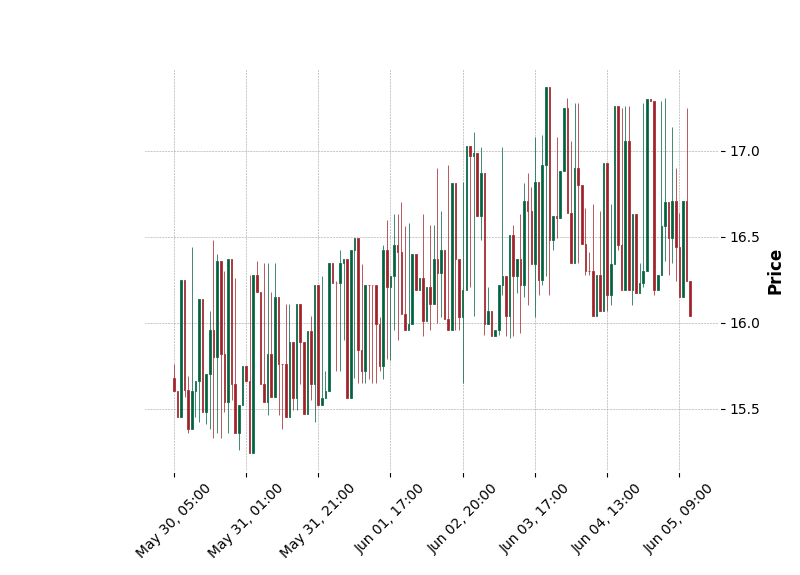 17.0
16.5
16.0
15.5
Price
May 30, 05:00
May 31, 01:00
May 31, 21:00
Jun 01, 17:00
Jun 02, 20:00
Jun 03, 17:00
Jun 04, 13:00
Jun 05, 09:00